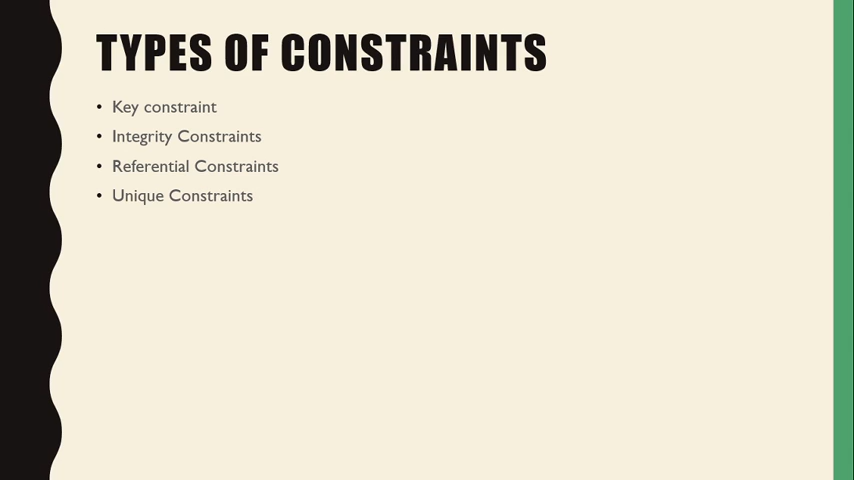 TYPES OF CONSTRAINTS
• Key constraint
• Integrity Constraints
• Referential Constraints
• Unique Constraints